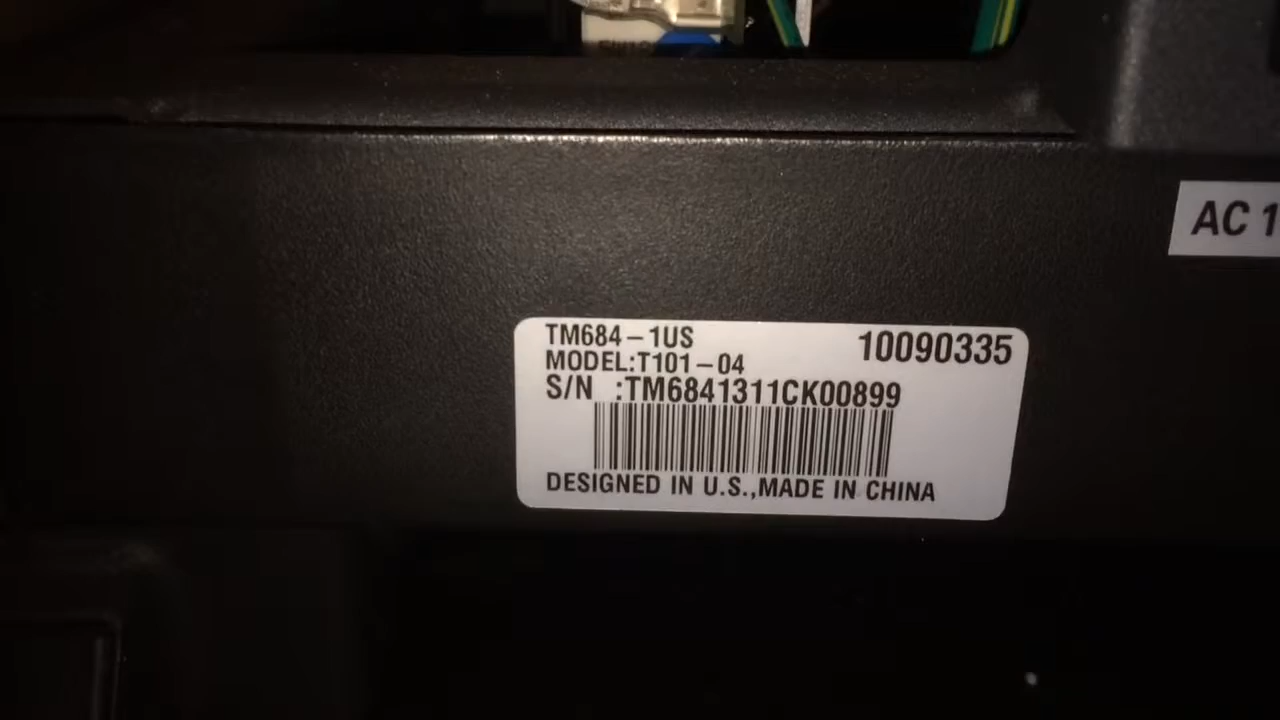 AC 1
TM684-1US
10090335
MODEL:T101-04
S/N :TM6841311CK00899
DESIGNED IN U.S.,MADE IN CHINA